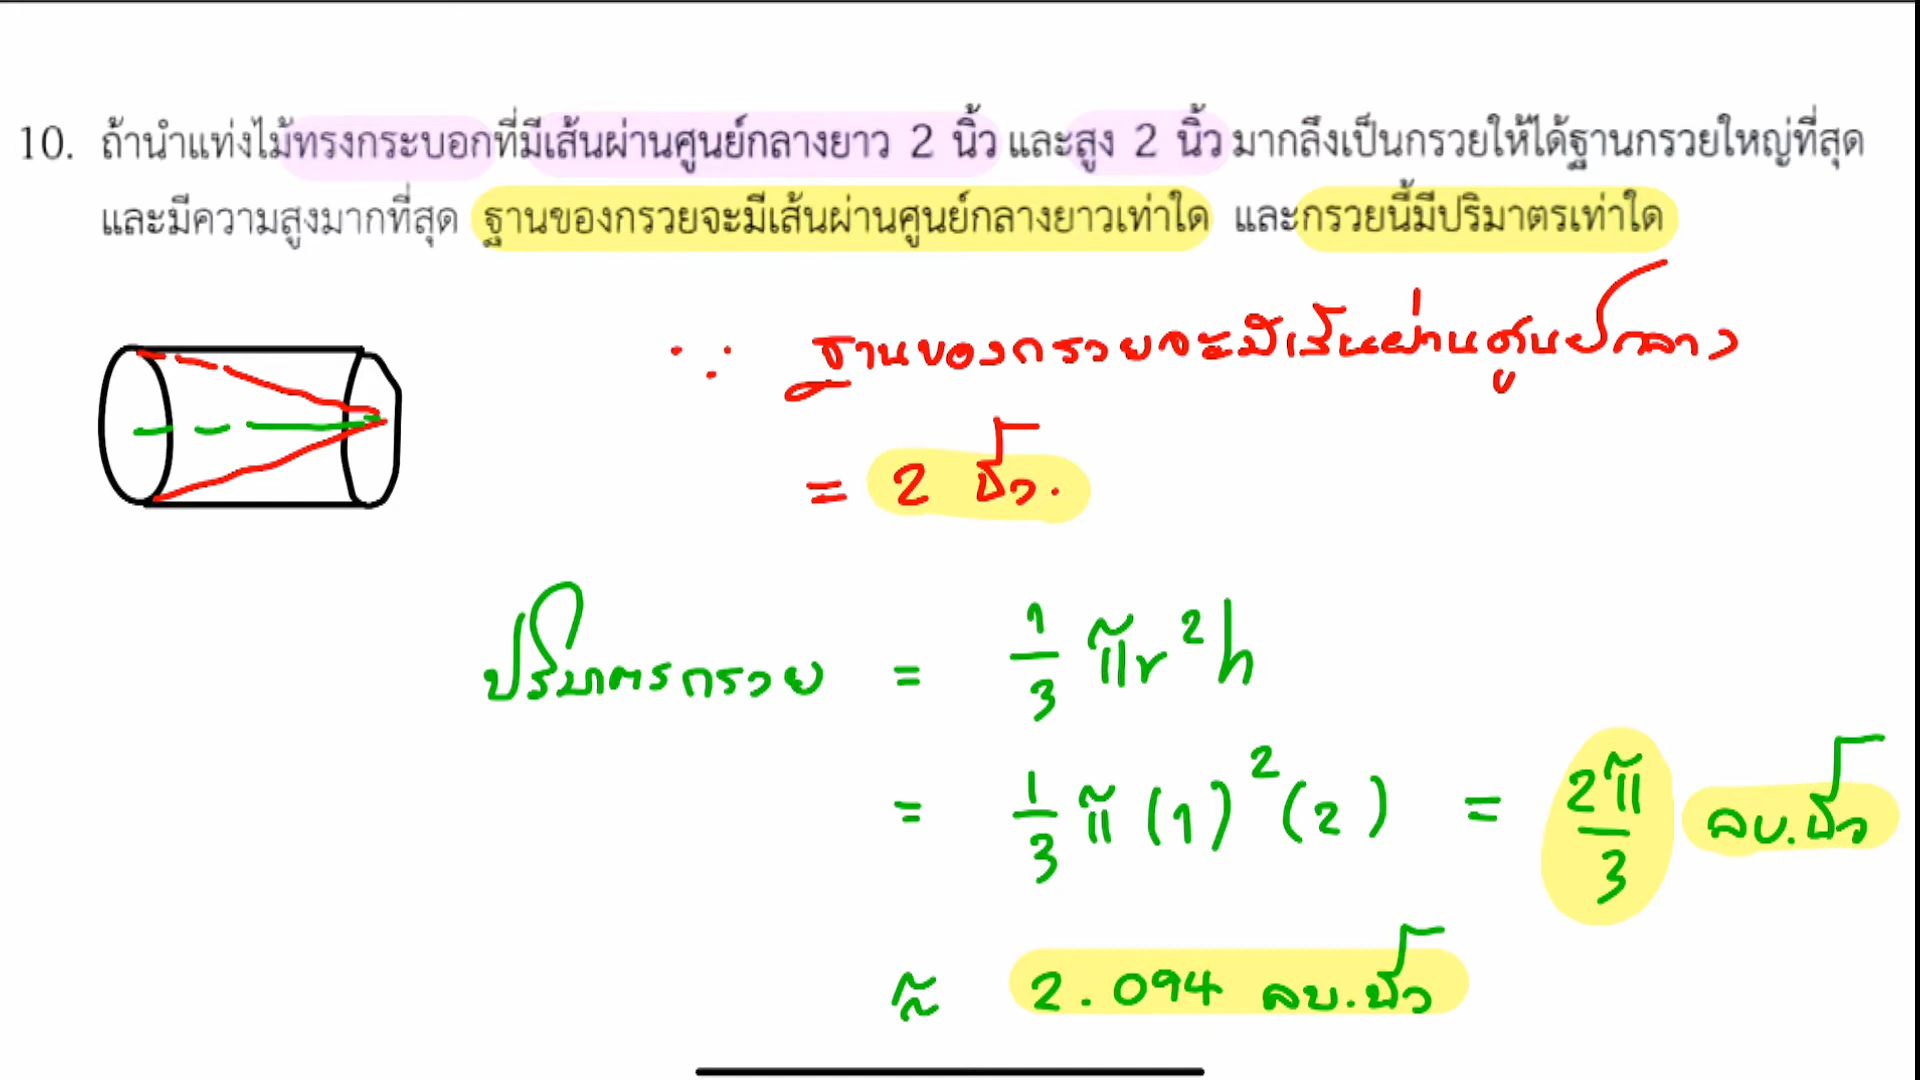 10. ถ้านำแท่งไม้ทรงกระบอกที่มีเส้นผ่านศูนย์กลางยาว 2 นิ้ว และสูง 2 นิ้ว มากลึงเป็นกรวยให้ได้ฐานกรวยใหญ่ที่สุด
และมีความสูงมากที่สุด ฐานของกรวยจะมีเส้นผ่านศูนย์กลางยาวเท่าใด และกรวยนี้มีปริมาตรเท่าใด
∵ ฐานของกรวยจะมีเส้นผ่านศูนย์กลาง
= 2 นิ้ว.
ปริมาตรกรวย = 1/3 πr²h
= 1/3 π(1)²(2) = 2π/3 ลบ.นิ้ว
≈ 2.094 ลบ.นิ้ว